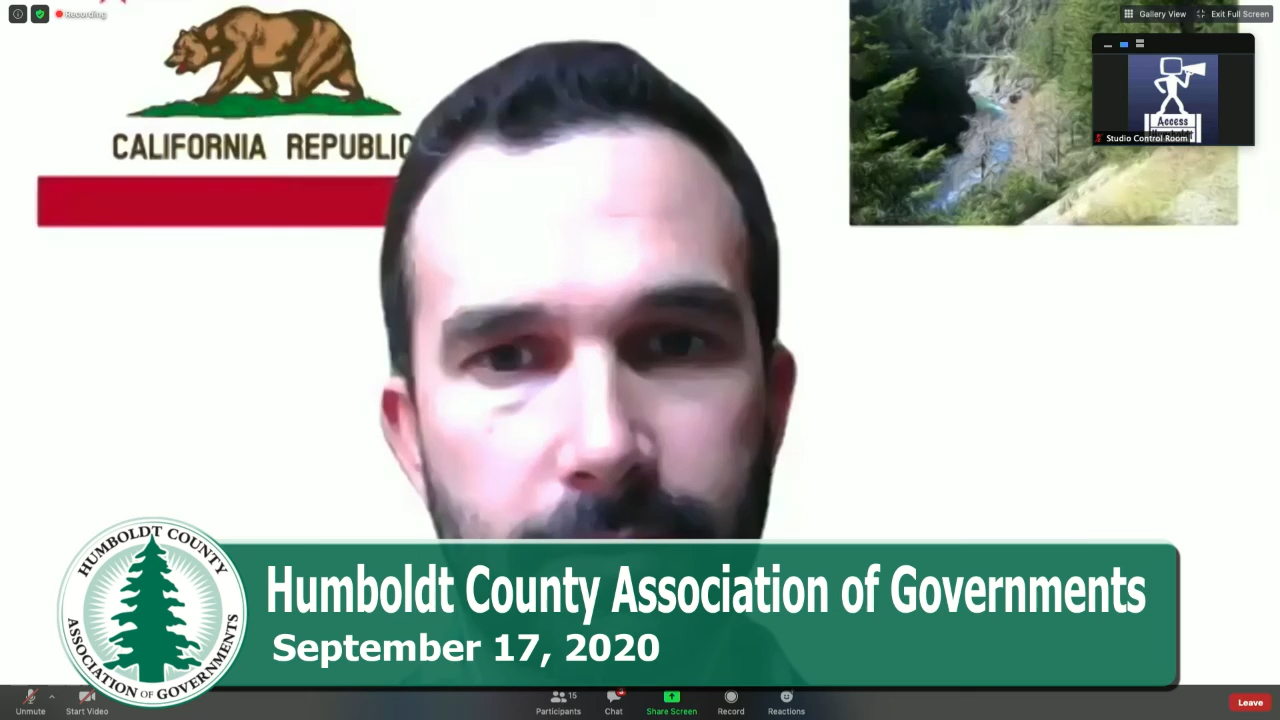 Recording
Gallery View
Exit Full Screen
CALIFORNIA REPUBLIC
Access
Studio Control Room
HUMBOLDT COUNTY
ASSOCIATION OF GOVERNMENTS
Humboldt County Association of Governments
September 17, 2020
Unmute
Start Video
Participants
15
Chat
Share Screen
Record
Reactions
Leave